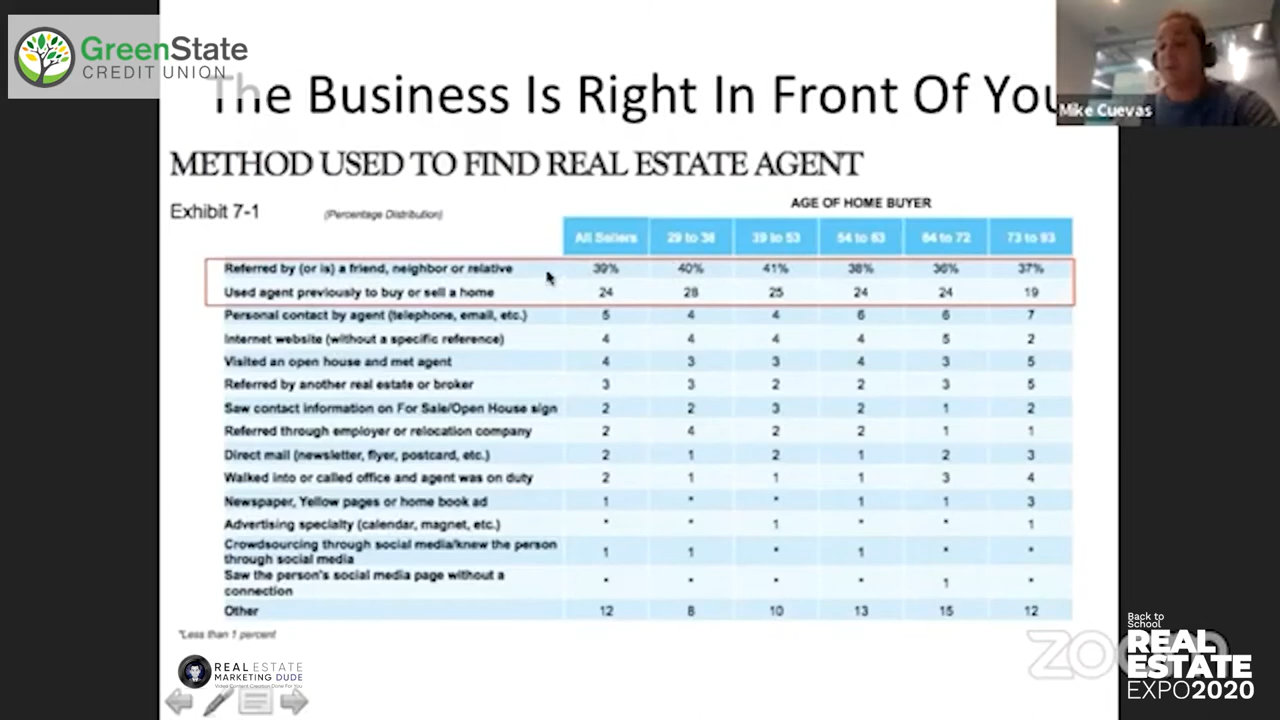 GreenState
CREDIT UNION
The Business Is Right In Front Of You
Mike Cuevas
METHOD USED TO FIND REAL ESTATE AGENT
Exhibit 7-1
(Percentage Distribution)
AGE OF HOME BUYER
All Sellers 29 to 38 39 to 53 54 to 63 64 to 72 73 to 93
Referred by (or is) a friend, neighbor or relative 39% 40% 41% 38% 36% 37%
Used agent previously to buy or sell a home 24 28 25 24 24 19
Personal contact by agent (telephone, email, etc.) 5 4 4 6 6 7
Internet website (without a specific reference) 4 4 4 4 5 2
Visited an open house and met agent 4 3 3 4 3 5
Referred by another real estate or broker 3 3 2 2 3 5
Saw contact information on For Sale/Open House sign 2 2 3 2 1 2
Referred through employer or relocation company 2 4 2 2 1 1
Direct mail (newsletter, flyer, postcard, etc.) 2 1 2 1 2 3
Walked into or called office and agent was on duty 2 1 1 1 3 4
Newspaper, Yellow pages or home book ad 1 * * 1 1 3
Advertising specialty (calendar, magnet, etc.) * * 1 * * 1
Crowdsourcing through social media/knew the person
through social media 1 1 * 1 * *
Saw the person's social media page without a
connection * * * * 1 *
Other 12 8 10 13 15 12
*Less than 1 percent
REAL ESTATE
MARKETING DUDE
Video Content Creation Done For You
zoom
Back to
School
REAL
ESTATE
EXPO2020